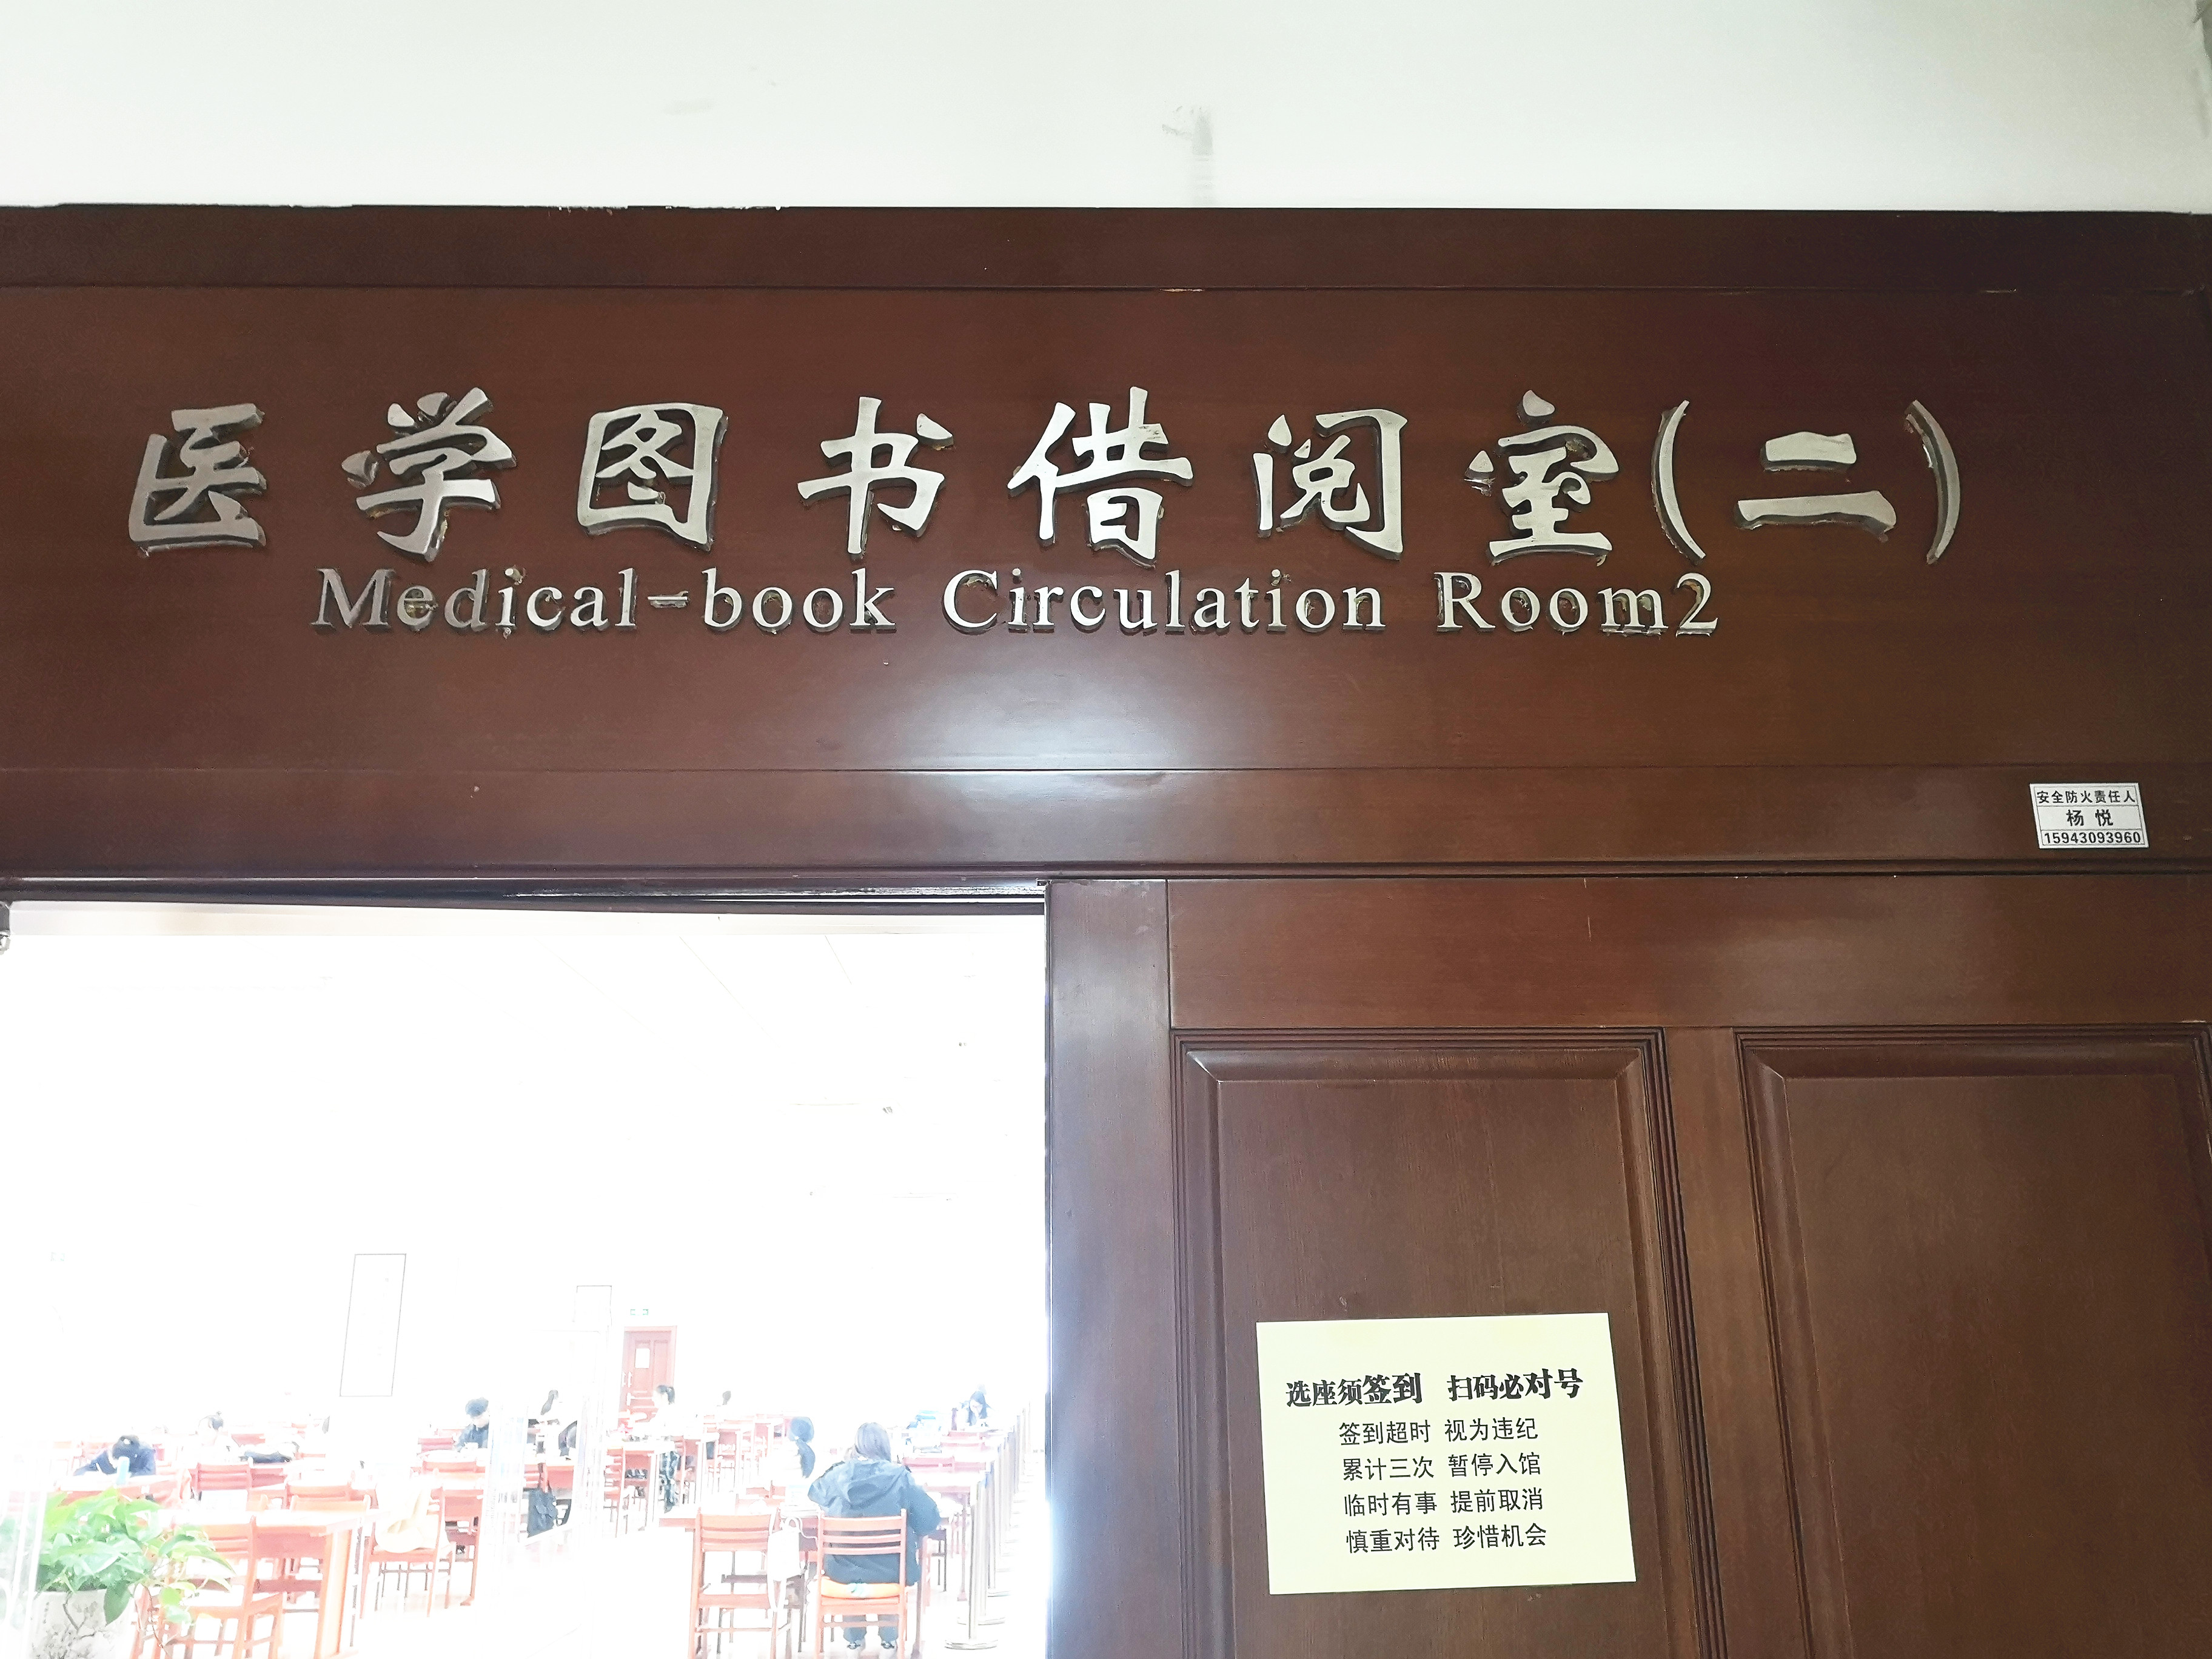 医学图书借阅室(二)
Medical-book Circulation Room2
安全防火责任人
杨 悦
15943093960
选座须签到 扫码必对号
签到超时 视为违纪
累计三次 暂停入馆
临时有事 提前取消
慎重对待 珍惜机会